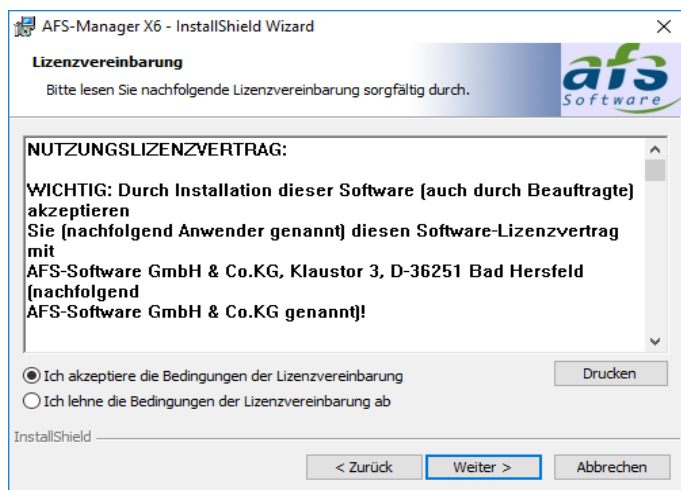 AFS-Manager X6 - InstallShield Wizard
Lizenzvereinbarung
Bitte lesen Sie nachfolgende Lizenzvereinbarung sorgfältig durch.
afs
Software
NUTZUNGSLIZENZVERTRAG:
WICHTIG: Durch Installation dieser Software (auch durch Beauftragte)
akzeptieren
Sie (nachfolgend Anwender genannt) diesen Software-Lizenzvertrag
mit
AFS-Software GmbH & Co.KG, Klaustor 3, D-36251 Bad Hersfeld
(nachfolgend
AFS-Software GmbH & Co.KG genannt)!
Ich akzeptiere die Bedingungen der Lizenzvereinbarung
Drucken
Ich lehne die Bedingungen der Lizenzvereinbarung ab
InstallShield
< Zurück
Weiter >
Abbrechen